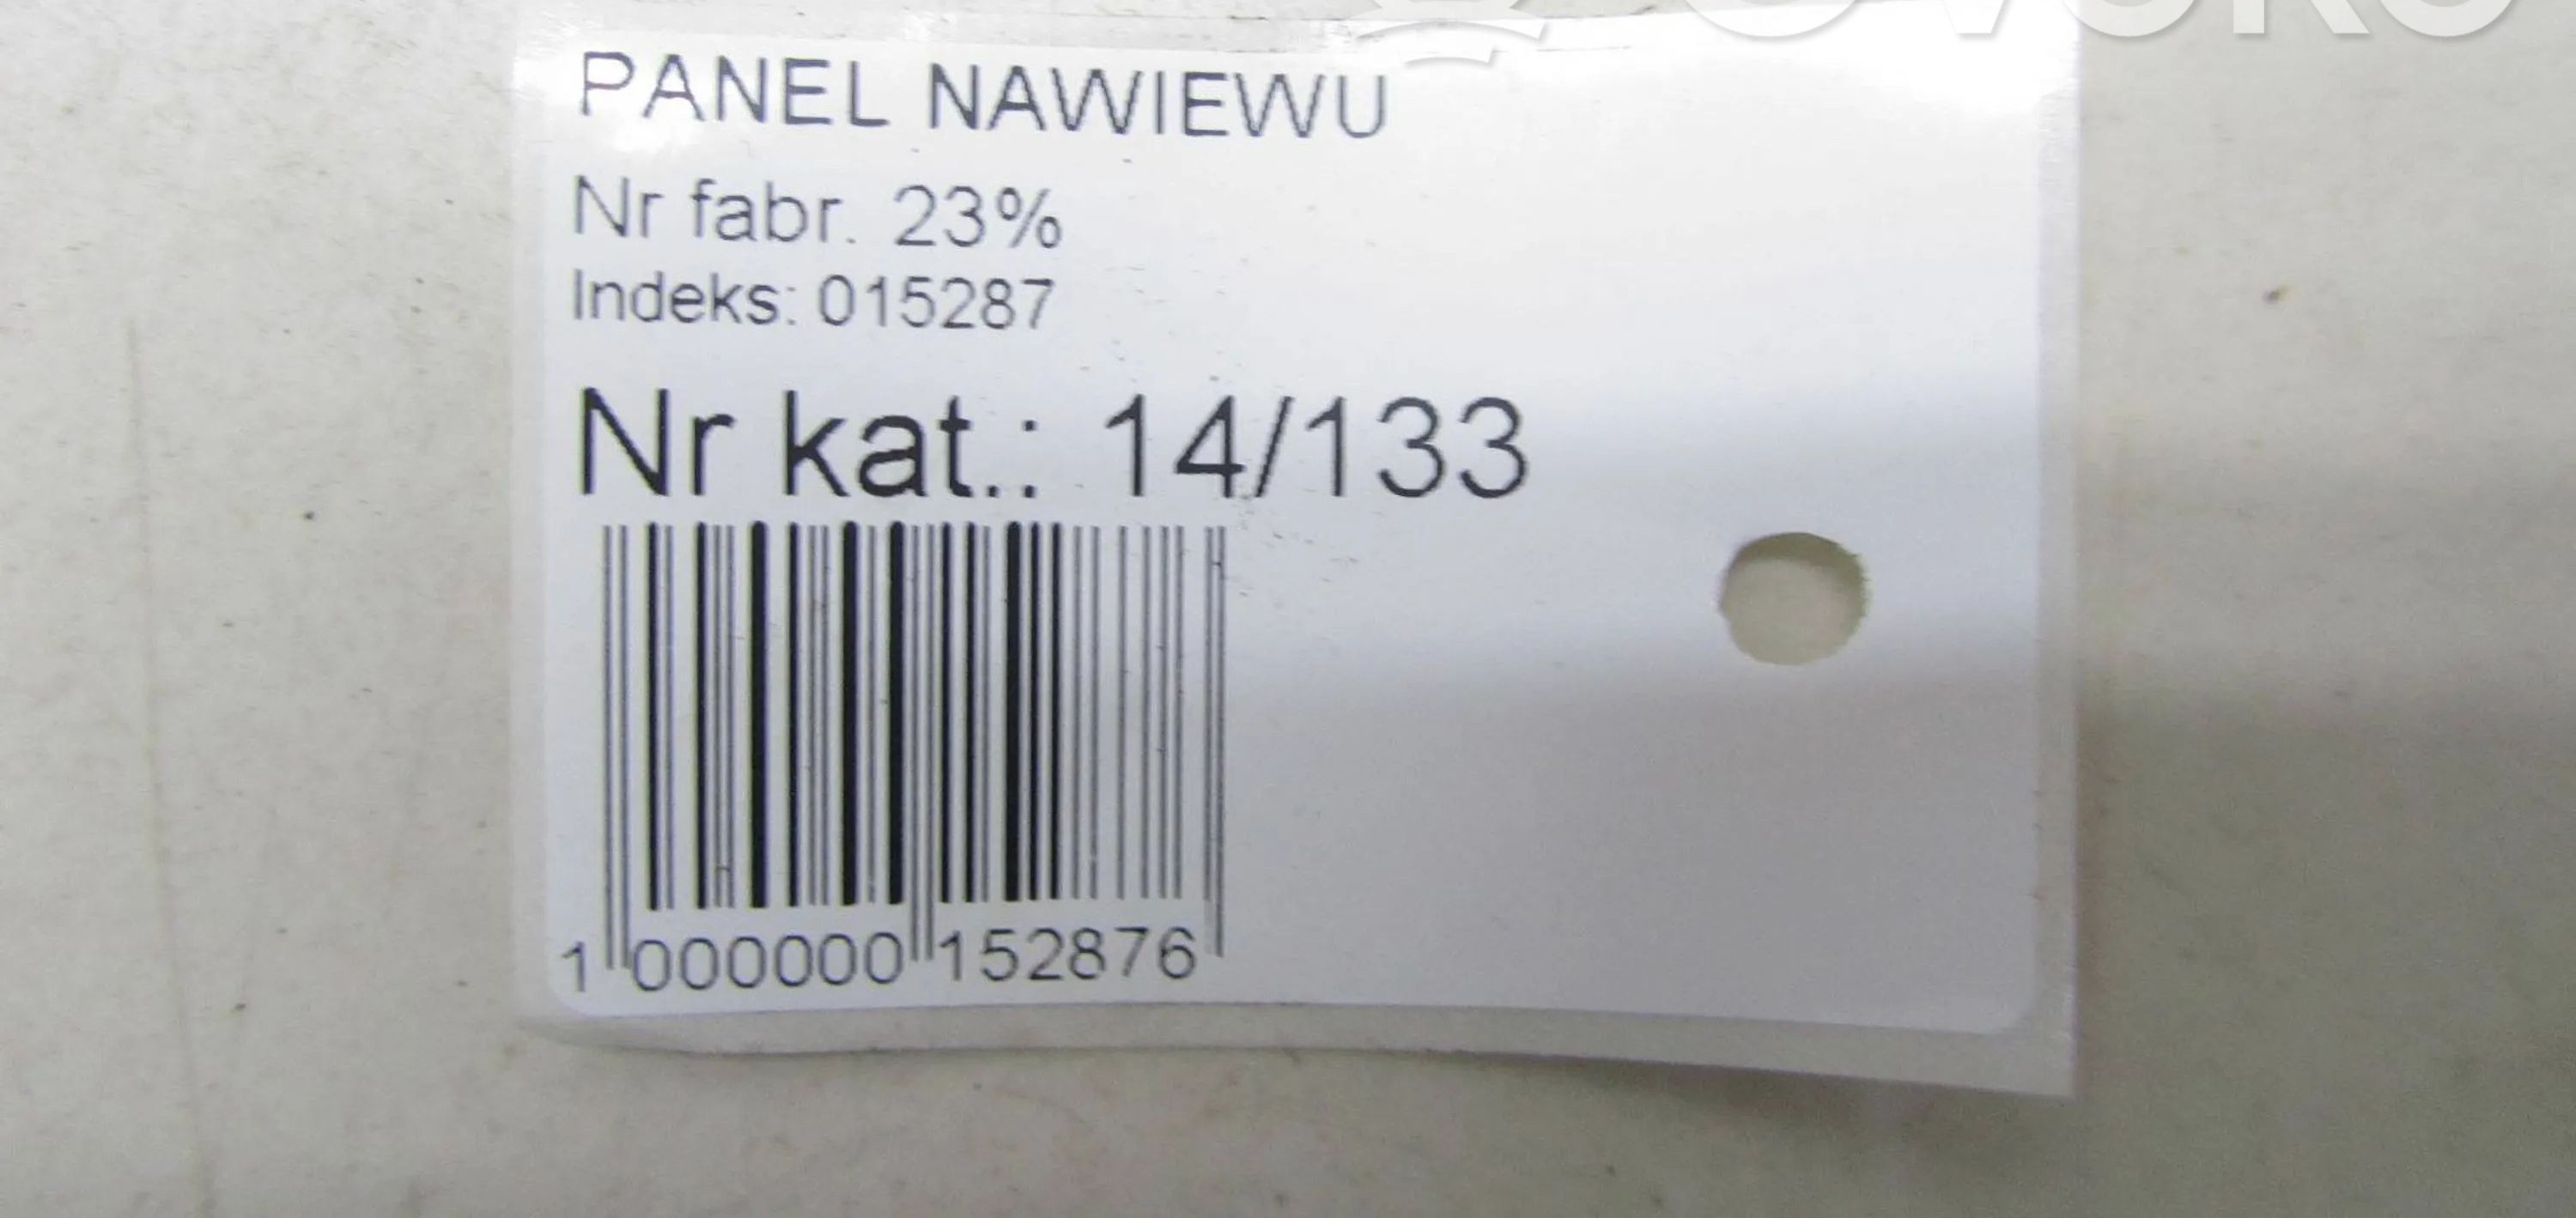 PANEL NAWIEWU
Nr fabr. 23%
Indeks: 015287
Nr kat.: 14/133
1 000000 152876